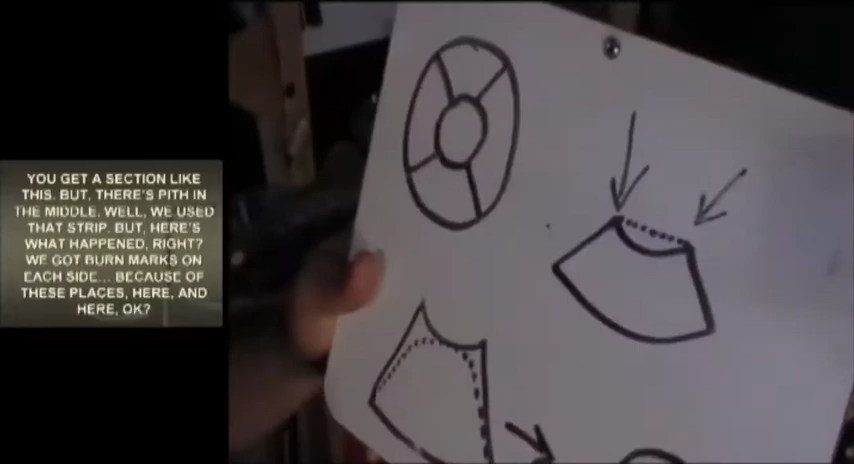 YOU GET A SECTION LIKE
THIS. BUT, THERE'S PITH IN
THE MIDDLE. WELL, WE USED
THAT STRIP. BUT, HERE'S
WHAT HAPPENED, RIGHT?
WE GOT BURN MARKS ON
EACH SIDE... BECAUSE OF
THESE PLACES, HERE, AND
HERE, OK?